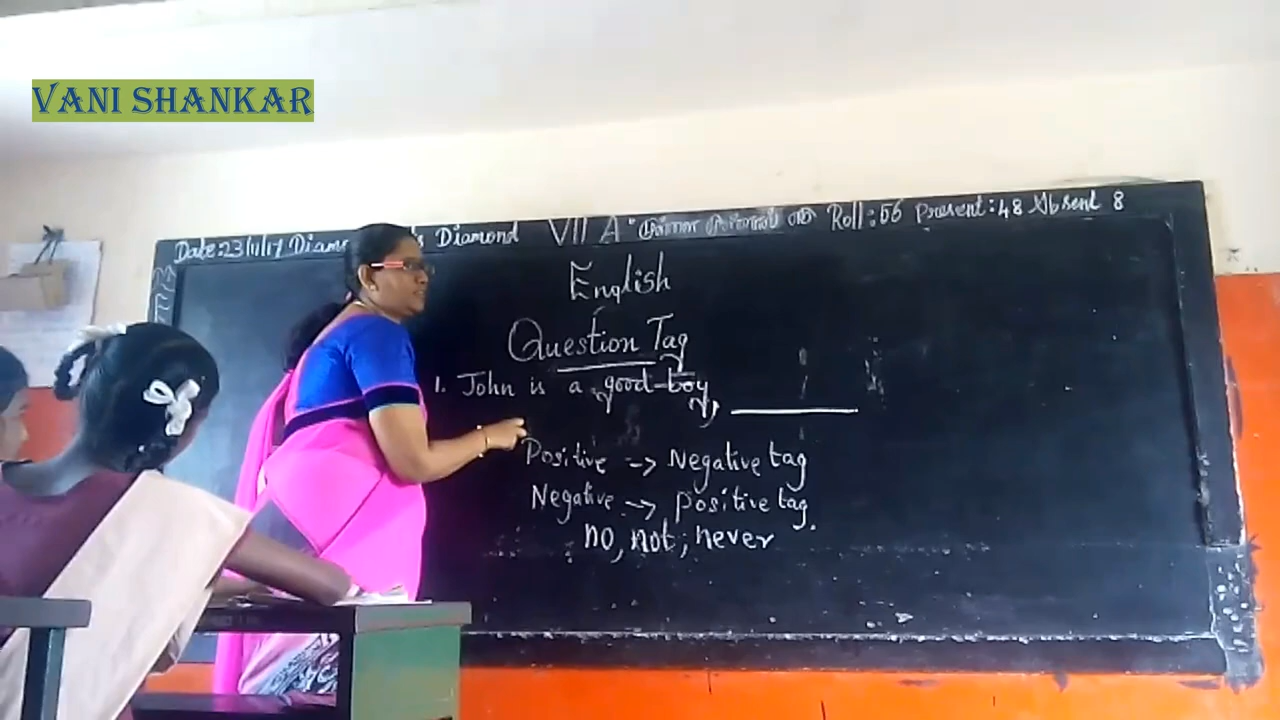 VANI SHANKAR
Date: 23/11/17 Diamond VII A Roll: 56 Present: 48 Absent 8
English
Question Tag
1. John is a good boy, ________
Positive -> Negative tag
Negative -> Positive tag.
no, not, never